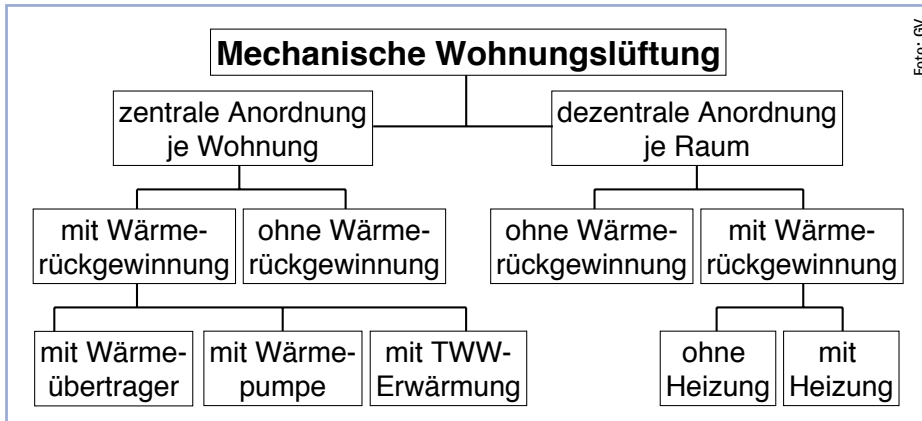 Mechanische Wohnungslüftung
Foto: GV
zentrale Anordnung
je Wohnung
dezentrale Anordnung
je Raum
mit Wärme-
rückgewinnung
ohne Wärme-
rückgewinnung
ohne Wärme-
rückgewinnung
mit Wärme-
rückgewinnung
mit Wärme-
übertrager
mit Wärme-
pumpe
mit TWW-
Erwärmung
ohne
Heizung
mit
Heizung